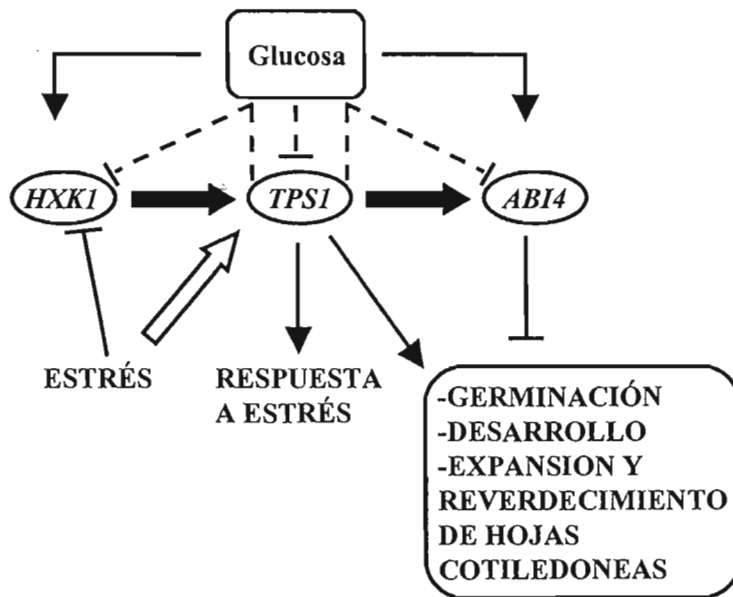 Glucosa
HXK1
TPS1
ABI4
ESTRÉS
RESPUESTA
A ESTRÉS
-GERMINACIÓN
-DESARROLLO
-EXPANSION Y
REVERDECIMIENTO
DE HOJAS
COTILEDONEAS